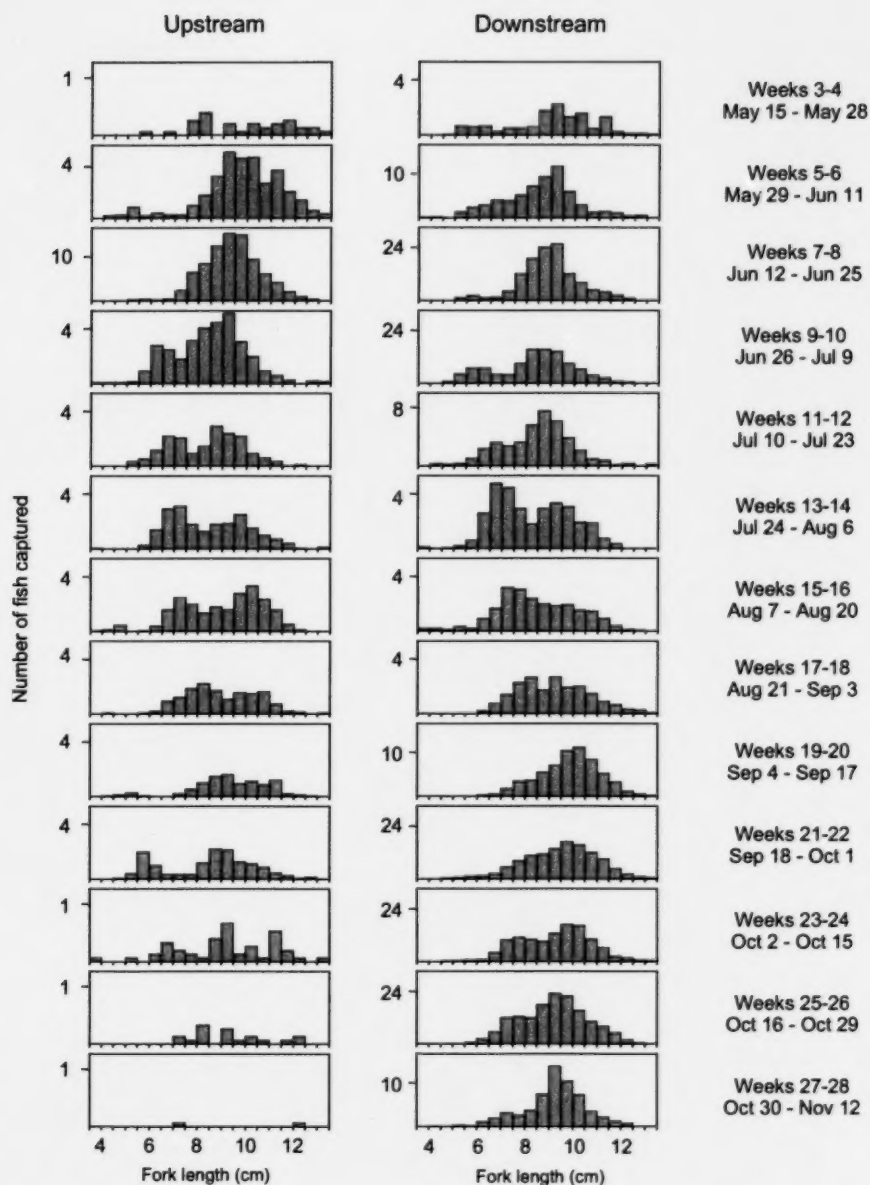 Upstream Downstream
1 4 Weeks 3-4
May 15 - May 28
4 10 Weeks 5-6
May 29 - Jun 11
10 24 Weeks 7-8
Jun 12 - Jun 25
4 24 Weeks 9-10
Jun 26 - Jul 9
4 8 Weeks 11-12
Jul 10 - Jul 23
Number of fish captured
4 4 Weeks 13-14
Jul 24 - Aug 6
4 4 Weeks 15-16
Aug 7 - Aug 20
4 4 Weeks 17-18
Aug 21 - Sep 3
4 10 Weeks 19-20
Sep 4 - Sep 17
4 24 Weeks 21-22
Sep 18 - Oct 1
1 24 Weeks 23-24
Oct 2 - Oct 15
1 24 Weeks 25-26
Oct 16 - Oct 29
1 10 Weeks 27-28
Oct 30 - Nov 12
4 6 8 10 12 4 6 8 10 12
Fork length (cm) Fork length (cm)